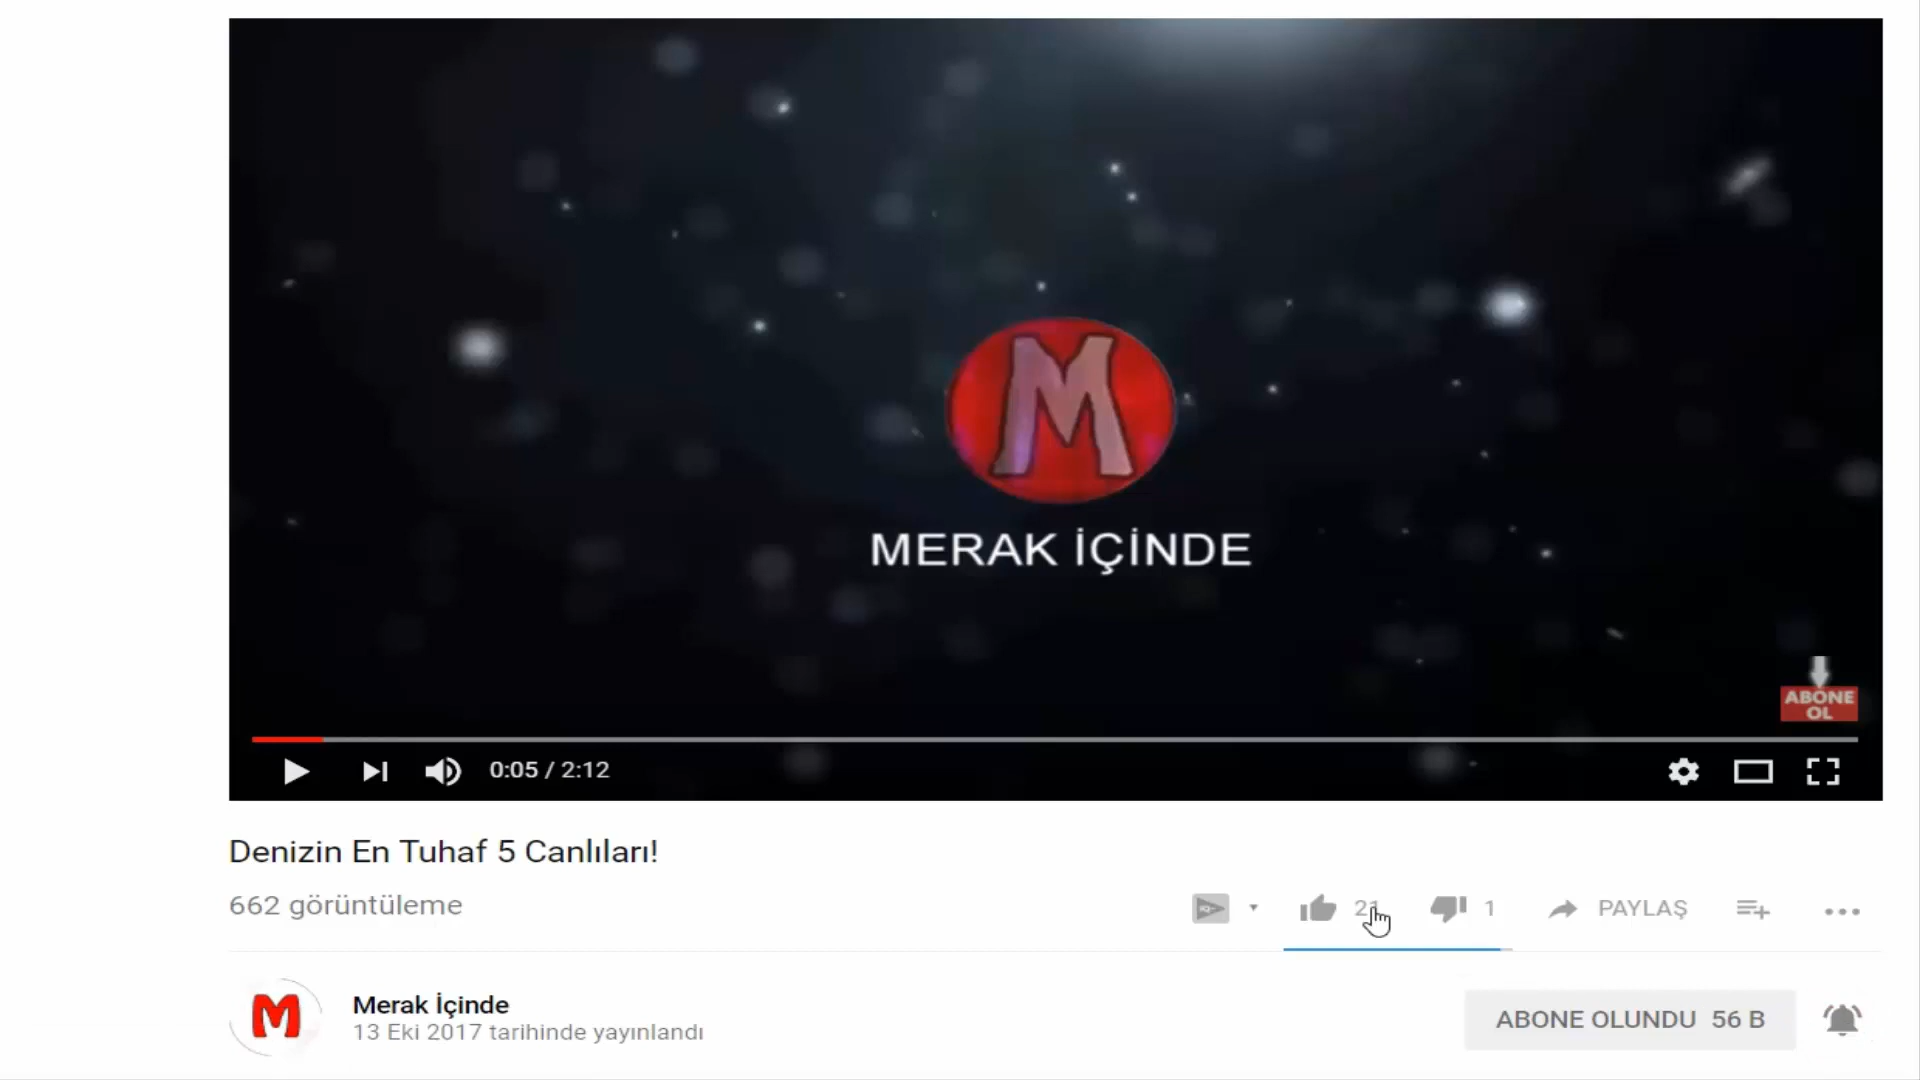 M
MERAK İÇİNDE
ABONE
OL
0:05 / 2:12
Denizin En Tuhaf 5 Canlıları!
662 görüntüleme
1
PAYLAŞ
M
Merak İçinde
13 Eki 2017 tarihinde yayınlandı
ABONE OLUNDU 56 B